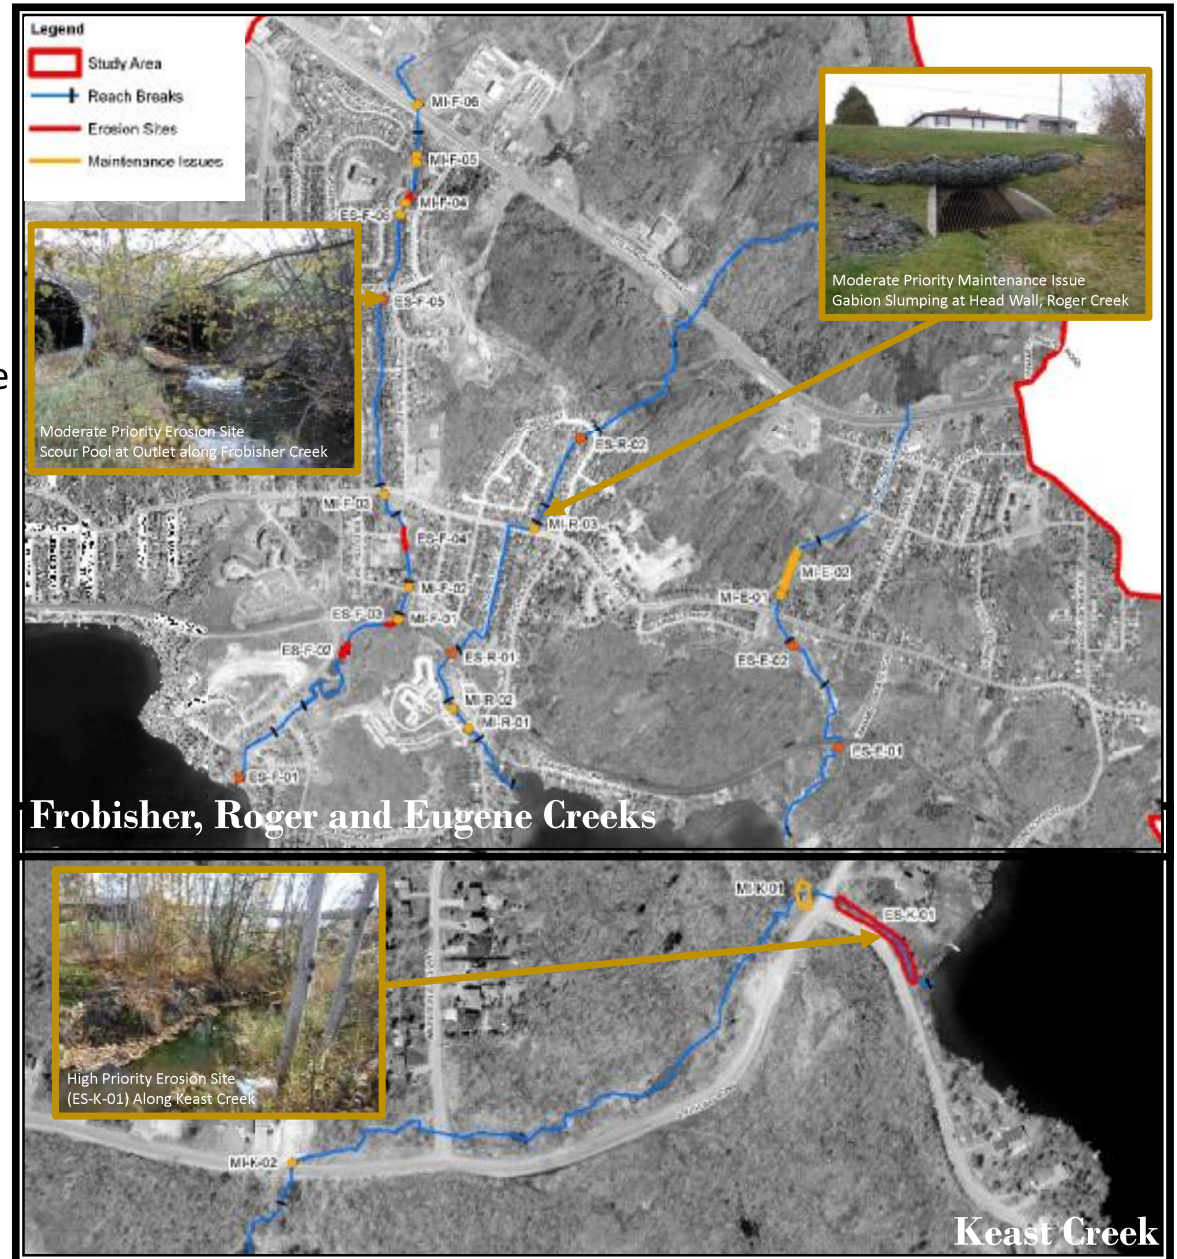 Legend
Study Area
Reach Breaks
Erosion Sites
Maintenance Issues
MI-F-06
MI-F-05
MI-F-04
ES-F-06
Moderate Priority Maintenance Issue
Gabion Slumping at Head Wall, Roger Creek
ES-F-05
e
Moderate Priority Erosion Site
Scour Pool at Outlet along Frobisher Creek
ES-R-02
MI-F-03
MI-R-03
ES-F-04
MI-E-02
MI-F-02
MI-E-01
ES-F-03
MI-F-01
ES-F-02
ES-R-01
ES-E-02
MI-R-02
MI-R-01
ES-E-01
ES-F-01
Frobisher, Roger and Eugene Creeks
MI-K-01
ES-K-01
High Priority Erosion Site
(ES-K-01) Along Keast Creek
MI-K-02
Keast Creek